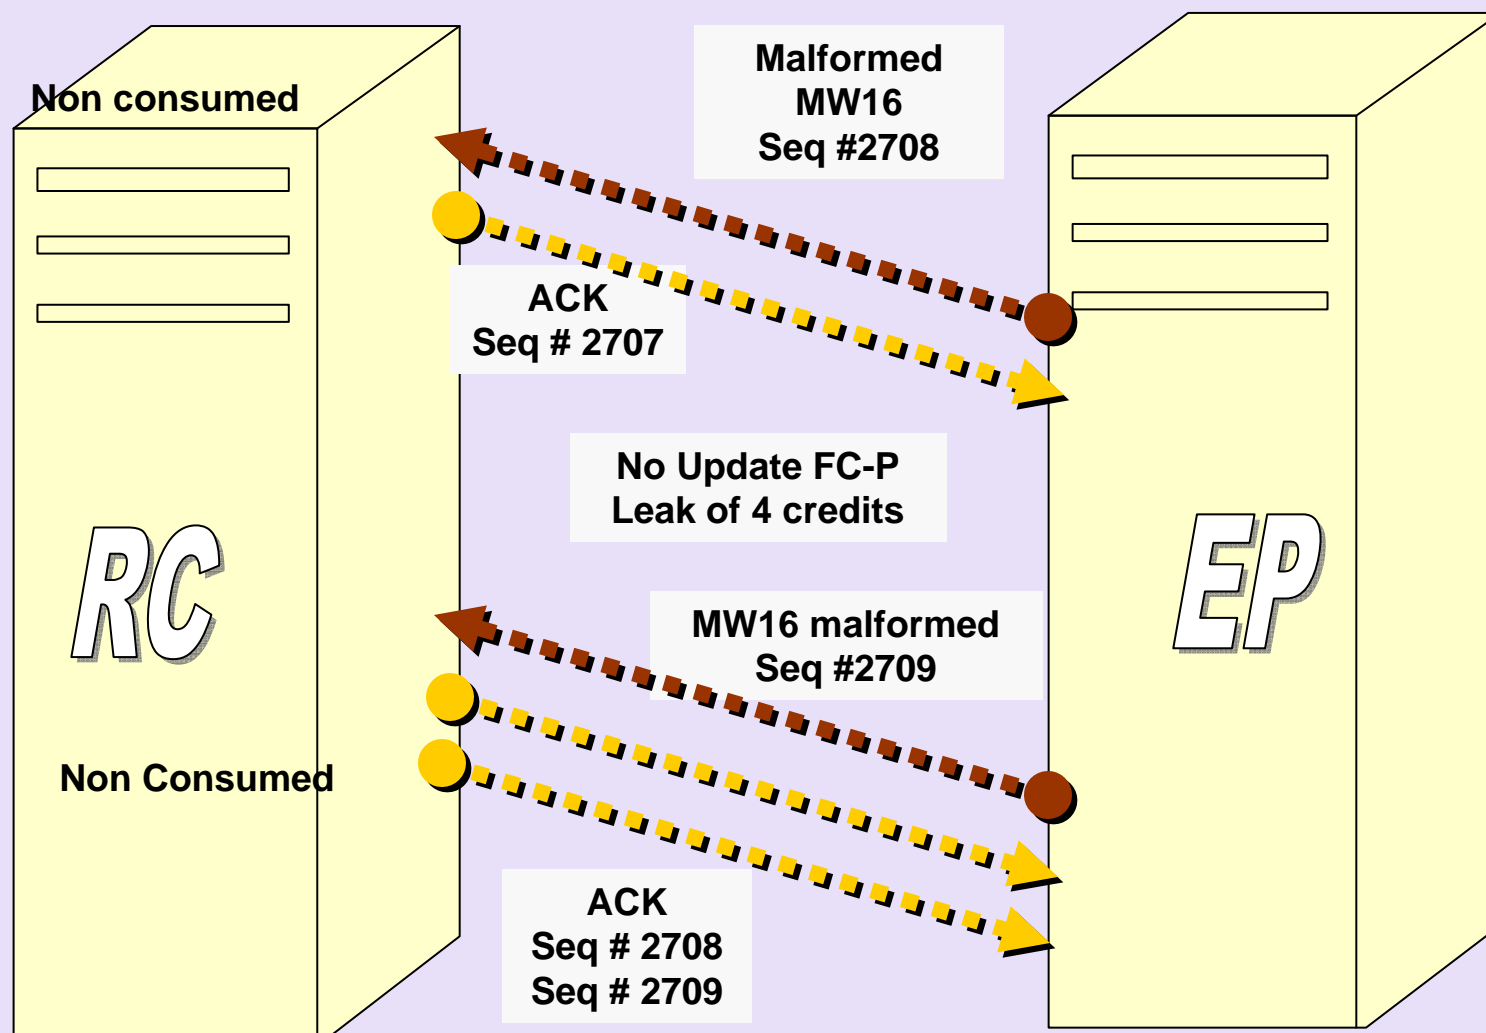 Non consumed
Malformed
MW16
Seq #2708
ACK
Seq # 2707
No Update FC-P
Leak of 4 credits
RC
EP
MW16 malformed
Seq #2709
Non Consumed
ACK
Seq # 2708
Seq # 2709